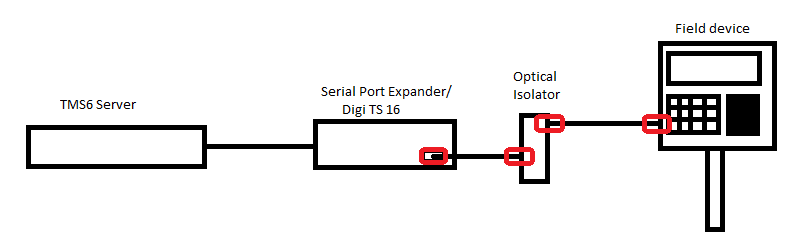 Field device
Optical
Isolator
Serial Port Expander/
Digi TS 16
TMS6 Server